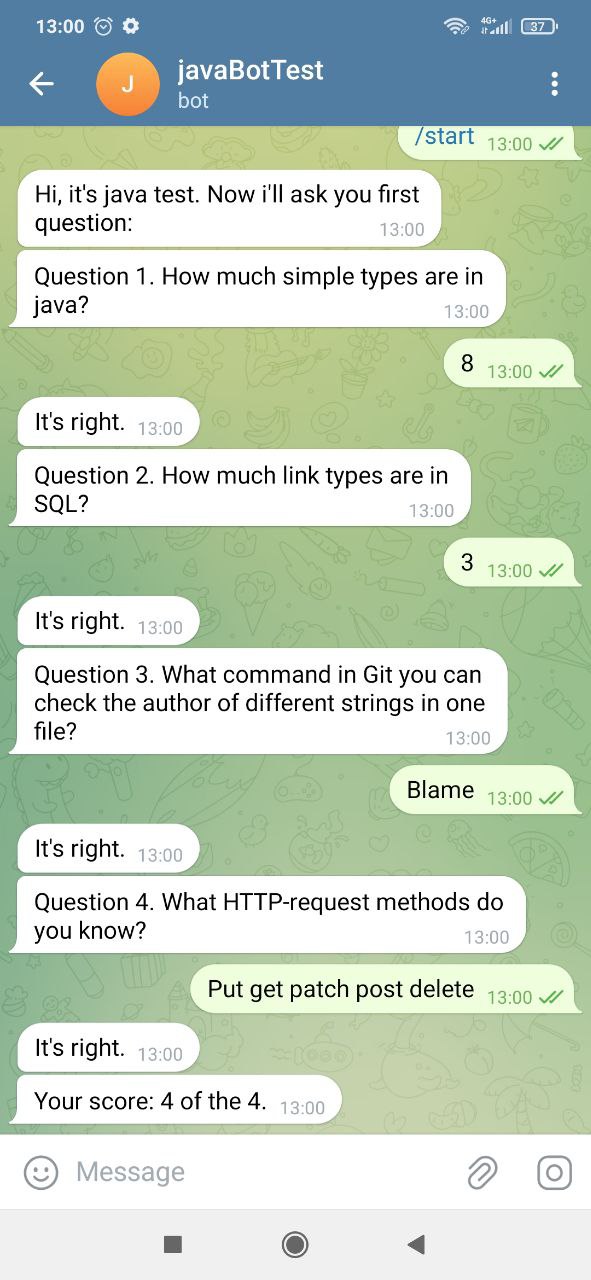 13:00 4G+ 37
J
javaBotTest
bot
/start 13:00
Hi, it's java test. Now i'll ask you first
question: 13:00
Question 1. How much simple types are in
java? 13:00
8 13:00
It's right. 13:00
Question 2. How much link types are in
SQL? 13:00
3 13:00
It's right. 13:00
Question 3. What command in Git you can
check the author of different strings in one
file? 13:00
Blame 13:00
It's right. 13:00
Question 4. What HTTP-request methods do
you know? 13:00
Put get patch post delete 13:00
It's right. 13:00
Your score: 4 of the 4. 13:00
Message